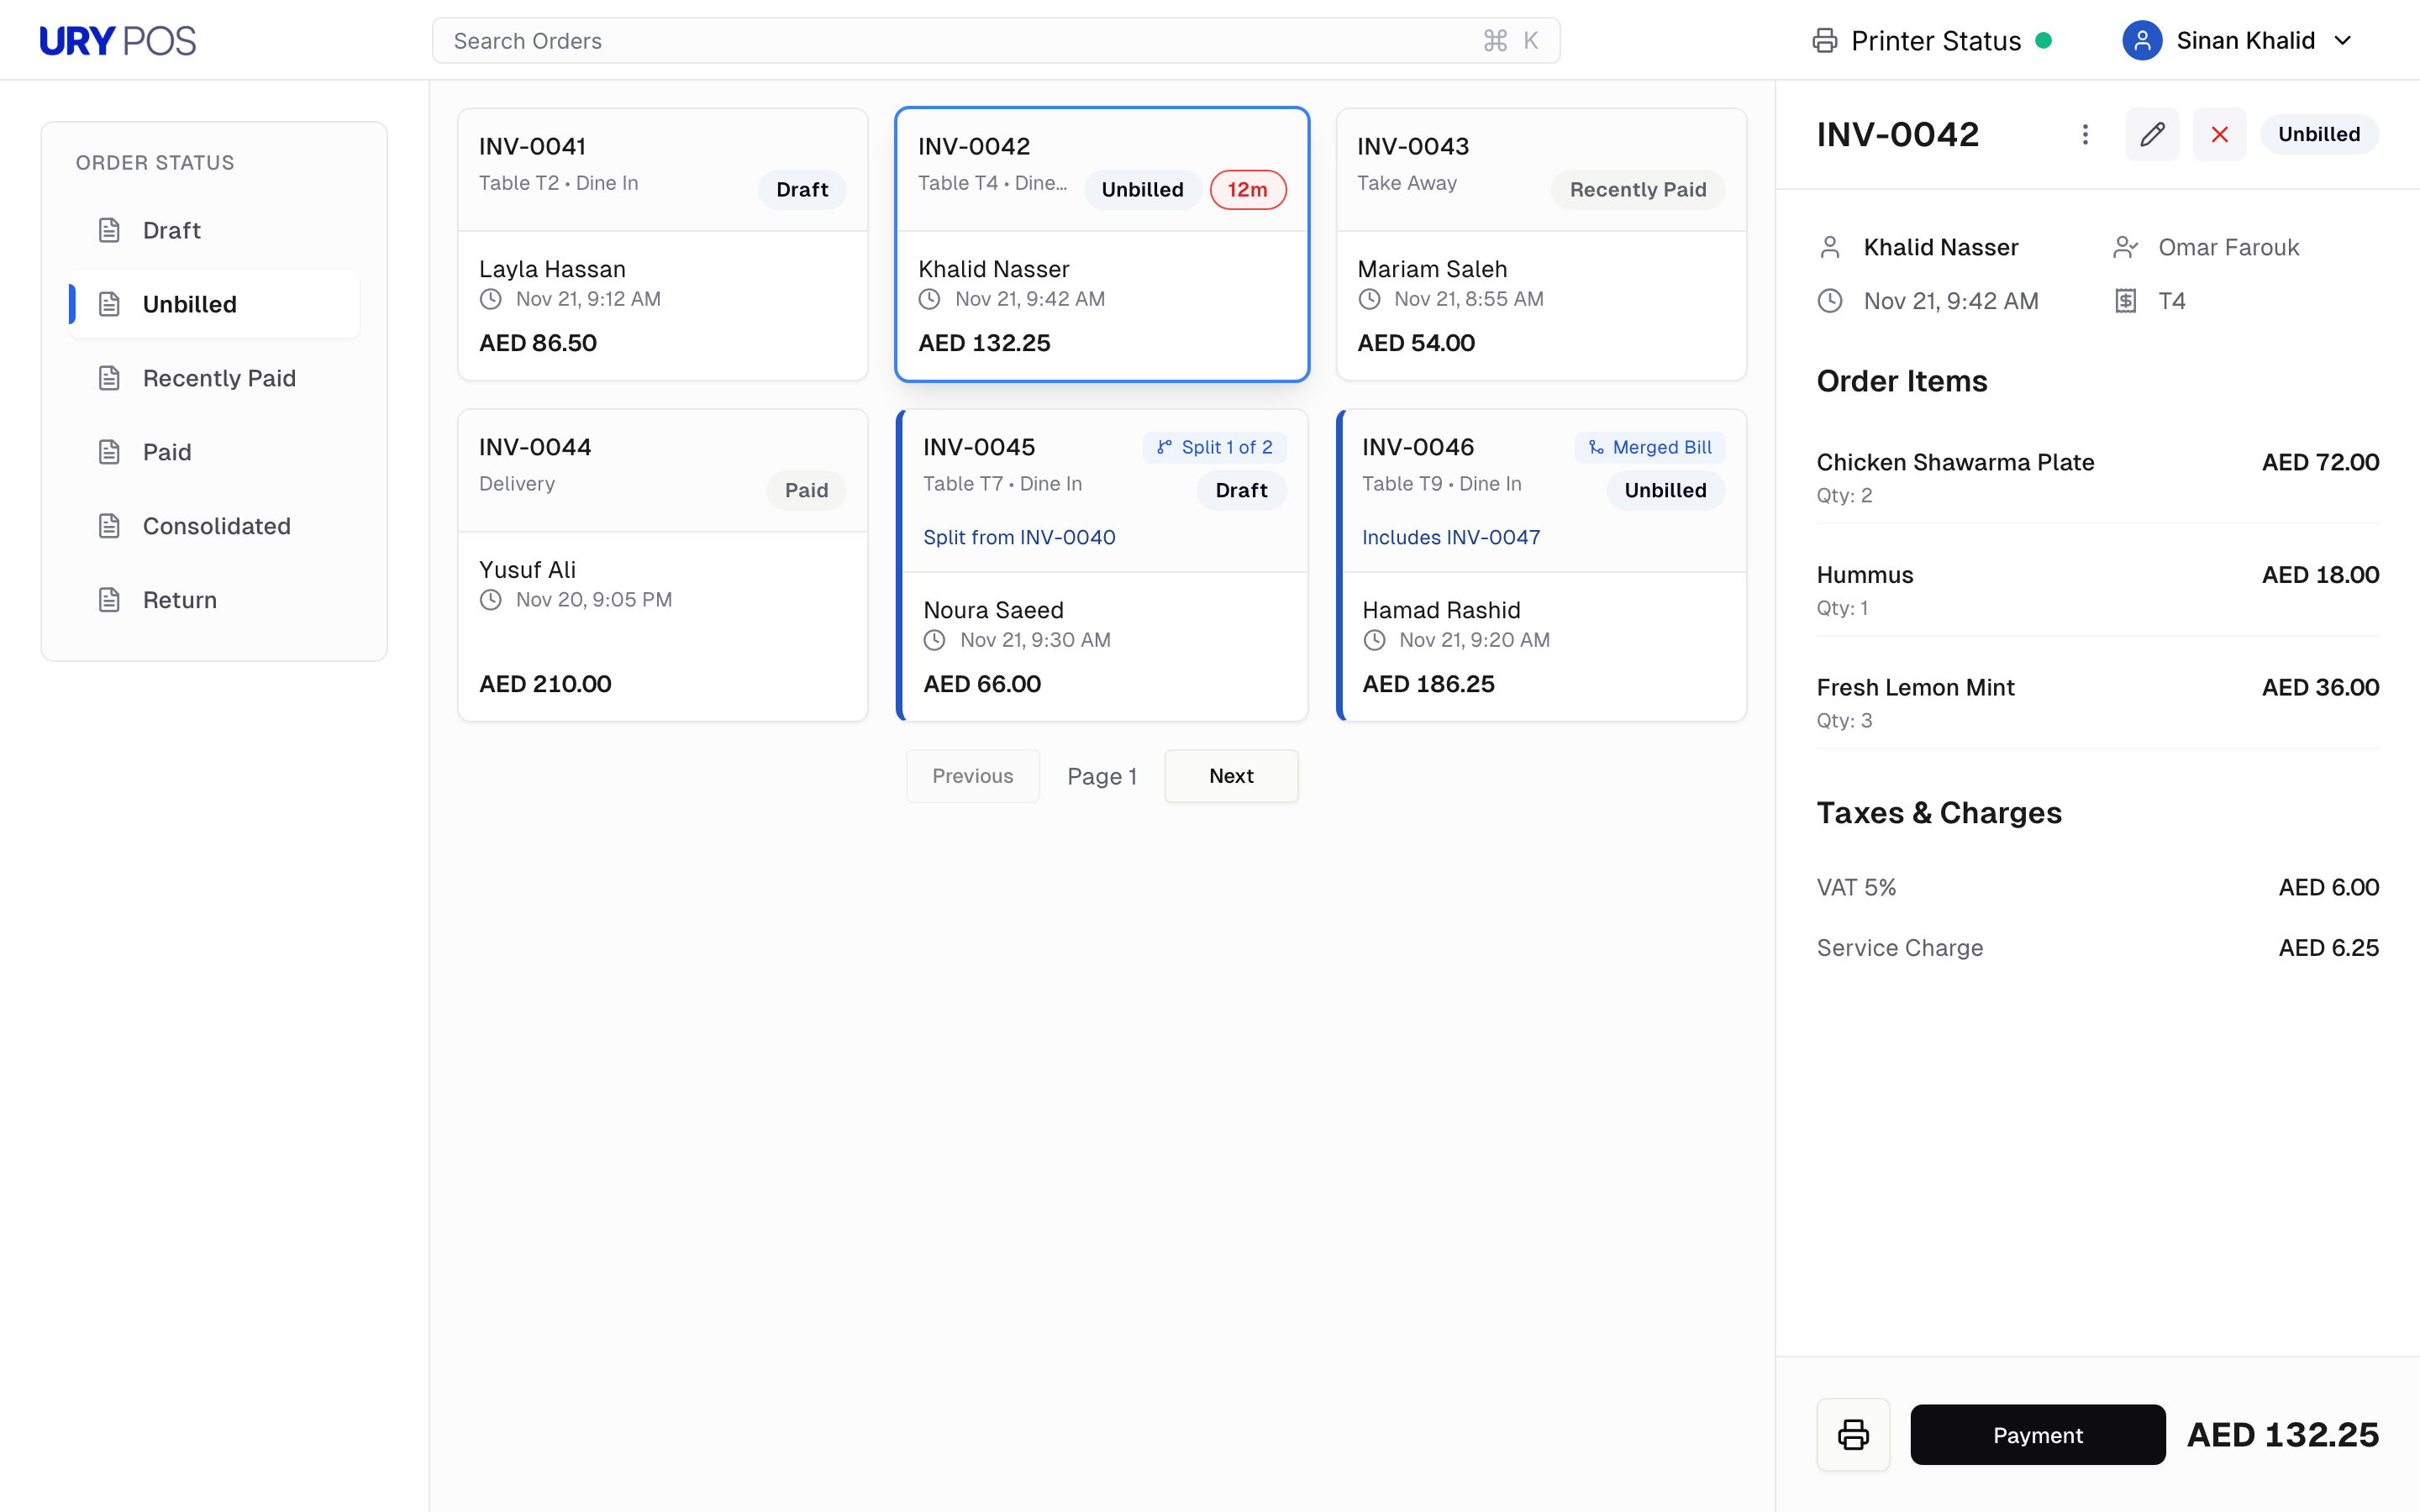 URY POS
Search Orders ⌘ K
Printer Status
Sinan Khalid
ORDER STATUS
Draft
Unbilled
Recently Paid
Paid
Consolidated
Return
INV-0041
Table T2 • Dine In
Draft
Layla Hassan
Nov 21, 9:12 AM
AED 86.50
INV-0042
Table T4 • Dine...
Unbilled
12m
Khalid Nasser
Nov 21, 9:42 AM
AED 132.25
INV-0043
Take Away
Recently Paid
Mariam Saleh
Nov 21, 8:55 AM
AED 54.00
INV-0044
Delivery
Paid
Yusuf Ali
Nov 20, 9:05 PM
AED 210.00
INV-0045
Split 1 of 2
Table T7 • Dine In
Draft
Split from INV-0040
Noura Saeed
Nov 21, 9:30 AM
AED 66.00
INV-0046
Merged Bill
Table T9 • Dine In
Unbilled
Includes INV-0047
Hamad Rashid
Nov 21, 9:20 AM
AED 186.25
Previous
Page 1
Next
INV-0042
Unbilled
Khalid Nasser
Omar Farouk
Nov 21, 9:42 AM
T4
Order Items
Chicken Shawarma Plate AED 72.00
Qty: 2
Hummus AED 18.00
Qty: 1
Fresh Lemon Mint AED 36.00
Qty: 3
Taxes & Charges
VAT 5% AED 6.00
Service Charge AED 6.25
Payment
AED 132.25